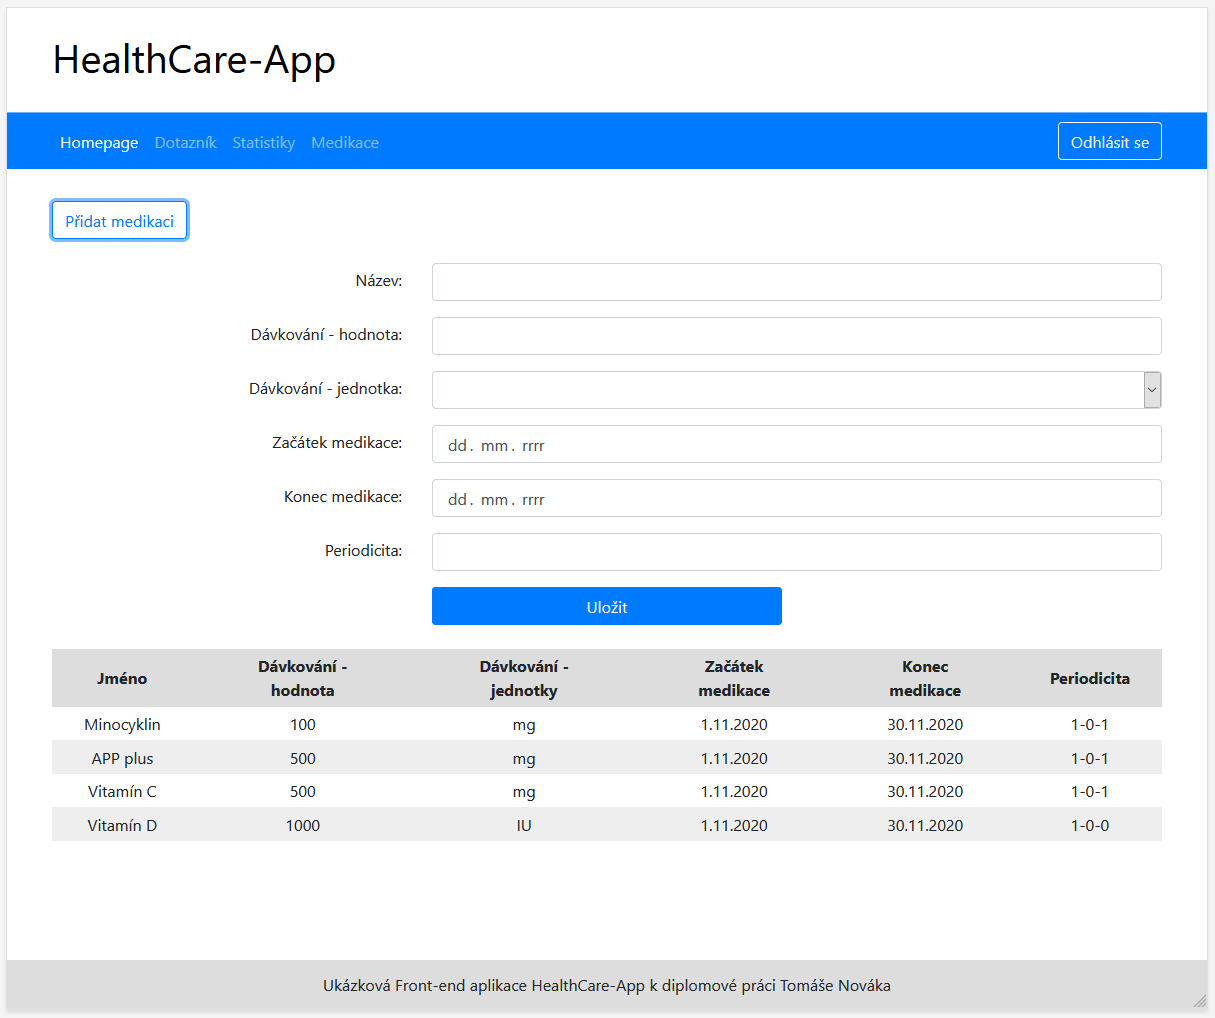 HealthCare-App
Homepage Dotazník Statistiky Medikace Odhlásit se
Přidat medikaci
Název:
Dávkování - hodnota:
Dávkování - jednotka:
Začátek medikace: dd. mm. rrrr
Konec medikace: dd. mm. rrrr
Periodicita:
Uložit
Jméno Dávkování - hodnota Dávkování - jednotky Začátek medikace Konec medikace Periodicita
Minocyklin 100 mg 1.11.2020 30.11.2020 1-0-1
APP plus 500 mg 1.11.2020 30.11.2020 1-0-1
Vitamín C 500 mg 1.11.2020 30.11.2020 1-0-1
Vitamín D 1000 IU 1.11.2020 30.11.2020 1-0-0
Ukázková Front-end aplikace HealthCare-App k diplomové práci Tomáše Nováka